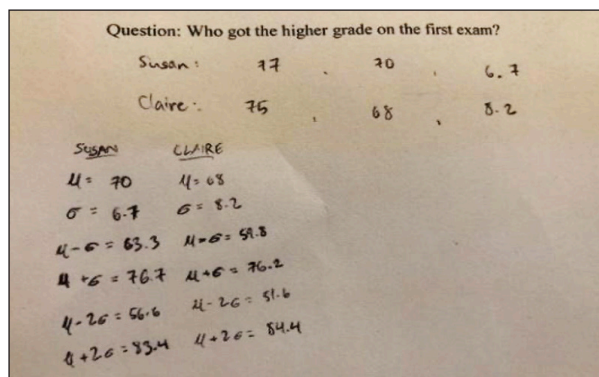 Question: Who got the higher grade on the first exam?
Susan: 77, 70, 6.7
Claire: 75, 68, 8.2
SUSAN CLAIRE
μ = 70 μ = 68
σ = 6.7 σ = 8.2
μ-σ = 63.3 μ-σ = 59.8
μ+σ = 76.7 μ+σ = 76.2
μ-2σ = 56.6 μ-2σ = 51.6
μ+2σ = 83.4 μ+2σ = 84.4